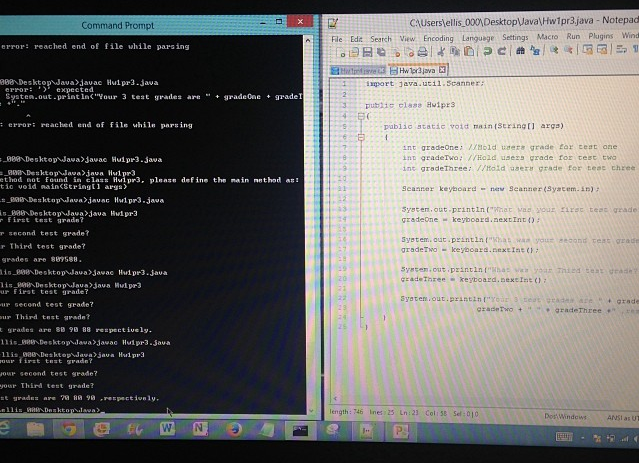 Command Prompt
error: reached end of file while parsing
000\Desktop\Java>javac Hw1pr3.java
error: ')' expected
System.out.println("Your 3 test grades are " + gradeOne + gradeT
^
: error: reached end of file while parsing
s_000\Desktop\Java>javac Hw1pr3.java
s_000\Desktop\Java>java Hw1pr3
ethod not found in class Hw1pr3, please define the main method as:
tic void main(String[] args)
is_000\Desktop\Java>javac Hw1pr3.java
is_000\Desktop\Java>java Hw1pr3
r first test grade?
r second test grade?
r Third test grade?
grades are 809588.
llis_000\Desktop\Java>javac Hw1pr3.java
llis_000\Desktop\Java>java Hw1pr3
ur first test grade?
ur second test grade?
ur Third test grade?
t grades are 80 90 88 respectively.
ellis_000\Desktop\Java>javac Hw1pr3.java
ellis_000\Desktop\Java>java Hw1pr3
your first test grade?
your second test grade?
your Third test grade?
st grades are 70 80 90 ,respectively.
ellis_000\Desktop\Java>_
C:\Users\ellis_000\Desktop\Java\Hw1pr3.java - Notepad
File Edit Search View Encoding Language Settings Macro Run Plugins Wind
Hw1pr3.java
1 import java.util.Scanner;
2
3 public class Hw1pr3
4 {
5 public static void main(String[] args)
6 {
7 int gradeOne; //Hold users grade for test one
8 int gradeTwo; //Hold users grade for test two
9 int gradeThree; //Hold users grade for test three
10
11 Scanner keyboard = new Scanner(System.in);
12
13 System.out.println("What was your first test grade
14 gradeOne = keyboard.nextInt();
15
16 System.out.println("What was your second test grade
17 gradeTwo = keyboard.nextInt();
18
19 System.out.println("What was your Third test grade?
20 gradeThree = keyboard.nextInt();
21
22 System.out.println("Your 3 test grades are " + grade
23 gradeTwo + " " + gradeThree +" ,res
24 }
25 }
length: 746 lines: 25 Ln: 23 Col: 58 Sel: 0|0 Dos\Windows ANSI as UT